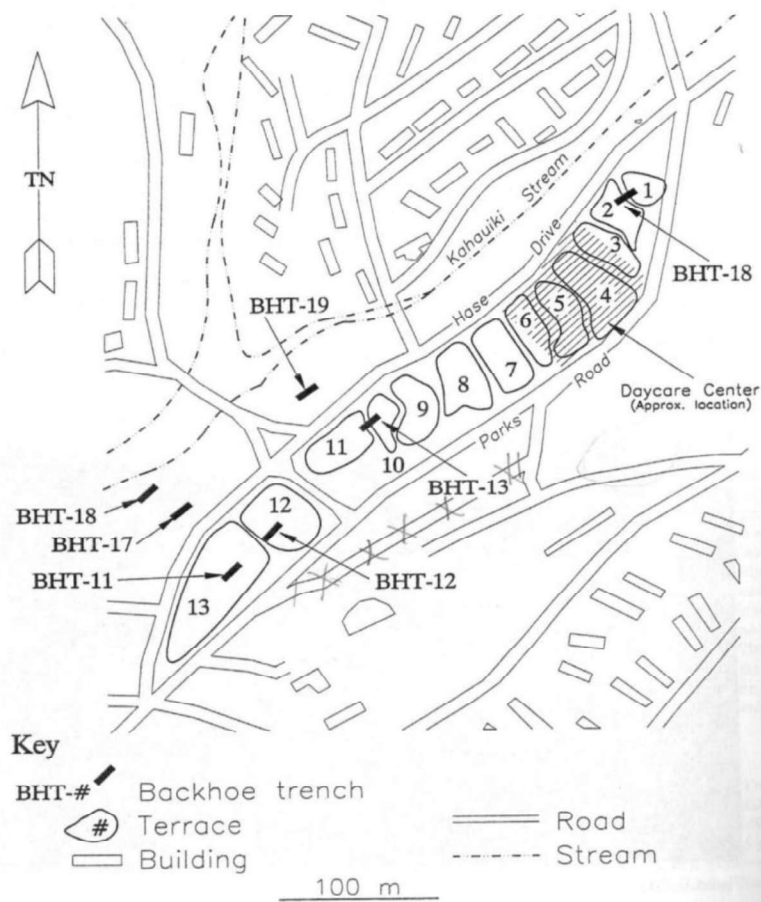 TN
Kahauiki Stream
Hase Drive
Parks Road
1
2
3
4
5
6
7
8
9
10
11
12
13
BHT-18
BHT-19
Daycare Center
(Approx. location)
BHT-13
BHT-18
BHT-17
BHT-12
BHT-11
Key
BHT-# Backhoe trench
# Terrace
Building
Road
Stream
100 m